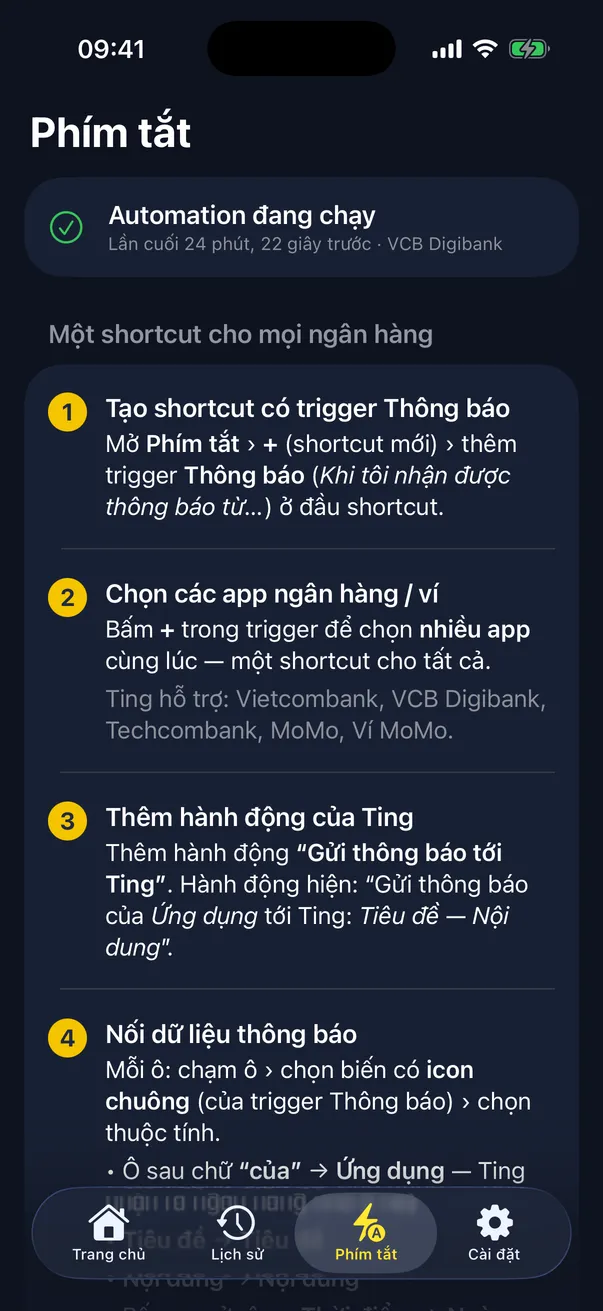 09:41
Phím tắt
Automation đang chạy
Lần cuối 24 phút, 22 giây trước · VCB Digibank
Một shortcut cho mọi ngân hàng
1
Tạo shortcut có trigger Thông báo
Mở Phím tắt › + (shortcut mới) › thêm
trigger Thông báo (Khi tôi nhận được
thông báo từ…) ở đầu shortcut.
2
Chọn các app ngân hàng / ví
Bấm + trong trigger để chọn nhiều app
cùng lúc — một shortcut cho tất cả.
Ting hỗ trợ: Vietcombank, VCB Digibank,
Techcombank, MoMo, Ví MoMo.
3
Thêm hành động của Ting
Thêm hành động “Gửi thông báo tới
Ting”. Hành động hiện: “Gửi thông báo
của Ứng dụng tới Ting: Tiêu đề — Nội
dung”.
4
Nối dữ liệu thông báo
Mỗi ô: chạm ô › chọn biến có icon
chuông (của trigger Thông báo) › chọn
thuộc tính.
• Ô sau chữ “của” → Ứng dụng — Ting
Trang chủ
Lịch sử
Phím tắt
Cài đặt